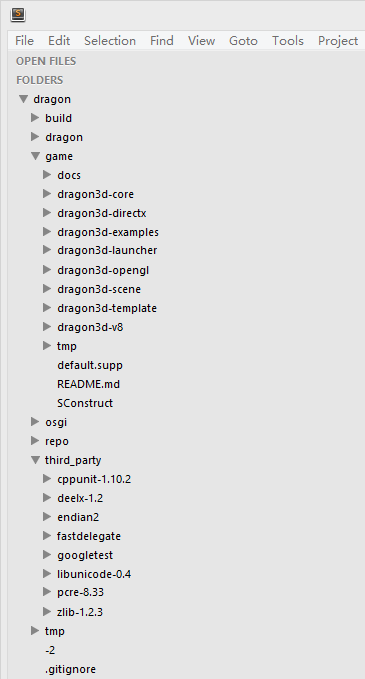 File Edit Selection Find View Goto Tools Project
OPEN FILES
FOLDERS
dragon
build
dragon
game
docs
dragon3d-core
dragon3d-directx
dragon3d-examples
dragon3d-launcher
dragon3d-opengl
dragon3d-scene
dragon3d-template
dragon3d-v8
tmp
default.supp
README.md
SConstruct
osgi
repo
third_party
cppunit-1.10.2
deelx-1.2
endian2
fastdelegate
googletest
libunicode-0.4
pcre-8.33
zlib-1.2.3
tmp
-2
.gitignore